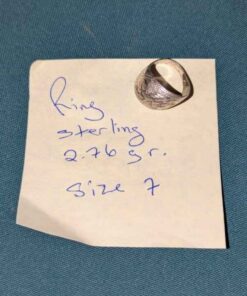 Ring
sterling
2.76 gr.
size 7